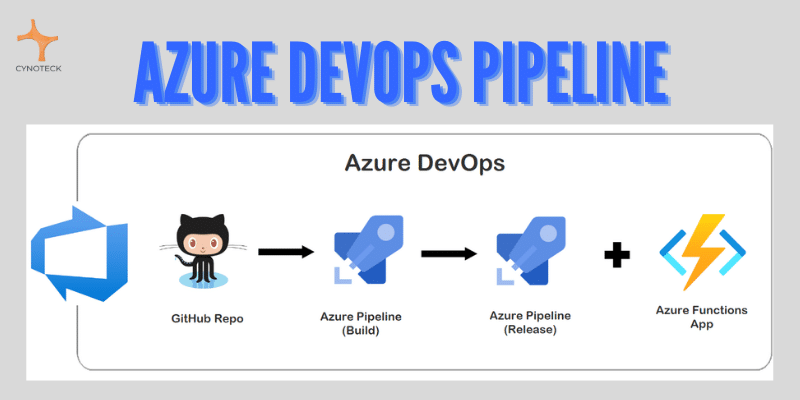 CYNOTECK
AZURE DEVOPS PIPELINE
Azure DevOps
GitHub Repo
Azure Pipeline
(Build)
Azure Pipeline
(Release)
Azure Functions
App